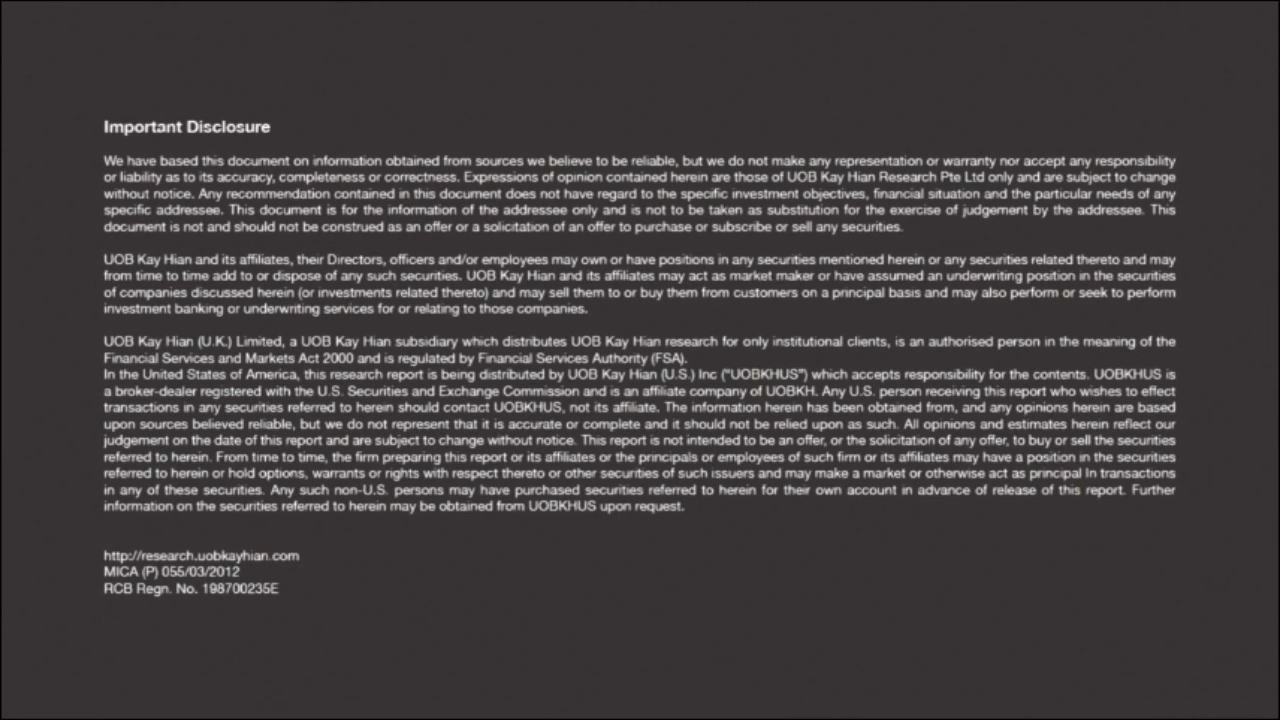 Important Disclosure
We have based this document on information obtained from sources we believe to be reliable, but we do not make any representation or warranty nor accept any responsibility
or liability as to its accuracy, completeness or correctness. Expressions of opinion contained herein are those of UOB Kay Hian Research Pte Ltd only and are subject to change
without notice. Any recommendation contained in this document does not have regard to the specific investment objectives, financial situation and the particular needs of any
specific addressee. This document is for the information of the addressee only and is not to be taken as substitution for the exercise of judgement by the addressee. This
document is not and should not be construed as an offer or a solicitation of an offer to purchase or subscribe or sell any securities.
UOB Kay Hian and its affiliates, their Directors, officers and/or employees may own or have positions in any securities mentioned herein or any securities related thereto and may
from time to time add to or dispose of any such securities. UOB Kay Hian and its affiliates may act as market maker or have assumed an underwriting position in the securities
of companies discussed herein (or investments related thereto) and may sell them to or buy them from customers on a principal basis and may also perform or seek to perform
investment banking or underwriting services for or relating to those companies.
UOB Kay Hian (U.K.) Limited, a UOB Kay Hian subsidiary which distributes UOB Kay Hian research for only institutional clients, is an authorised person in the meaning of the
Financial Services and Markets Act 2000 and is regulated by Financial Services Authority (FSA).
In the United States of America, this research report is being distributed by UOB Kay Hian (U.S.) Inc ("UOBKHUS") which accepts responsibility for the contents. UOBKHUS is
a broker-dealer registered with the U.S. Securities and Exchange Commission and is an affiliate company of UOBKH. Any U.S. person receiving this report who wishes to effect
transactions in any securities referred to herein should contact UOBKHUS, not its affiliate. The information herein has been obtained from, and any opinions herein are based
upon sources believed reliable, but we do not represent that it is accurate or complete and it should not be relied upon as such. All opinions and estimates herein reflect our
judgement on the date of this report and are subject to change without notice. This report is not intended to be an offer, or the solicitation of any offer, to buy or sell the securities
referred to herein. From time to time, the firm preparing this report or its affiliates or the principals or employees of such firm or its affiliates may have a position in the securities
referred to herein or hold options, warrants or rights with respect thereto or other securities of such issuers and may make a market or otherwise act as principal In transactions
in any of these securities. Any such non-U.S. persons may have purchased securities referred to herein for their own account in advance of release of this report. Further
information on the securities referred to herein may be obtained from UOBKHUS upon request.
http://research.uobkayhian.com
MICA (P) 055/03/2012
RCB Regn. No. 198700235E